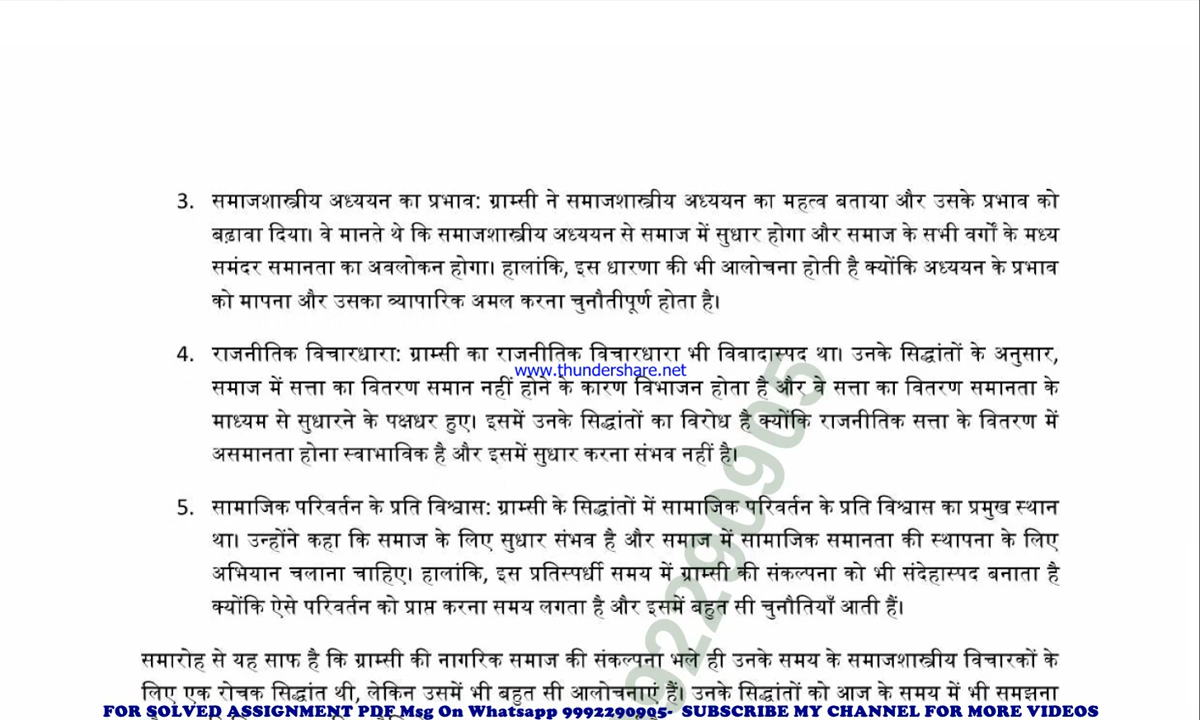 3. समाजशास्त्रीय अध्ययन का प्रभाव: ग्राम्सी ने समाजशास्त्रीय अध्ययन का महत्व बताया और उसके प्रभाव को
बढ़ावा दिया। वे मानते थे कि समाजशास्त्रीय अध्ययन से समाज में सुधार होगा और समाज के सभी वर्गों के मध्य
समंदर समानता का अवलोकन होगा। हालांकि, इस धारणा की भी आलोचना होती है क्योंकि अध्ययन के प्रभाव
को मापना और उसका व्यापारिक अमल करना चुनौतीपूर्ण होता है।
4. राजनीतिक विचारधारा: ग्राम्सी का राजनीतिक विचारधारा भी विवादास्पद था। उनके सिद्धांतों के अनुसार,
www.thundershare.net
समाज में सत्ता का वितरण समान नहीं होने के कारण विभाजन होता है और वे सत्ता का वितरण समानता के
माध्यम से सुधारने के पक्षधर हुए। इसमें उनके सिद्धांतों का विरोध है क्योंकि राजनीतिक सत्ता के वितरण में
असमानता होना स्वाभाविक है और इसमें सुधार करना संभव नहीं है।
5. सामाजिक परिवर्तन के प्रति विश्वास: ग्राम्सी के सिद्धांतों में सामाजिक परिवर्तन के प्रति विश्वास का प्रमुख स्थान
था। उन्होंने कहा कि समाज के लिए सुधार संभव है और समाज में सामाजिक समानता की स्थापना के लिए
अभियान चलाना चाहिए। हालांकि, इस प्रतिस्पर्धी समय में ग्राम्सी की संकल्पना को भी संदेहास्पद बनाता है
क्योंकि ऐसे परिवर्तन को प्राप्त करना समय लगता है और इसमें बहुत सी चुनौतियाँ आती हैं।
992290905
समारोह से यह साफ है कि ग्राम्सी की नागरिक समाज की संकल्पना भले ही उनके समय के समाजशास्त्रीय विचारकों के
लिए एक रोचक सिद्धांत थी, लेकिन उसमें भी बहुत सी आलोचनाएं हैं। उनके सिद्धांतों को आज के समय में भी समझना
FOR SOLVED ASSIGNMENT PDF Msg On Whatsapp 9992290905- SUBSCRIBE MY CHANNEL FOR MORE VIDEOS